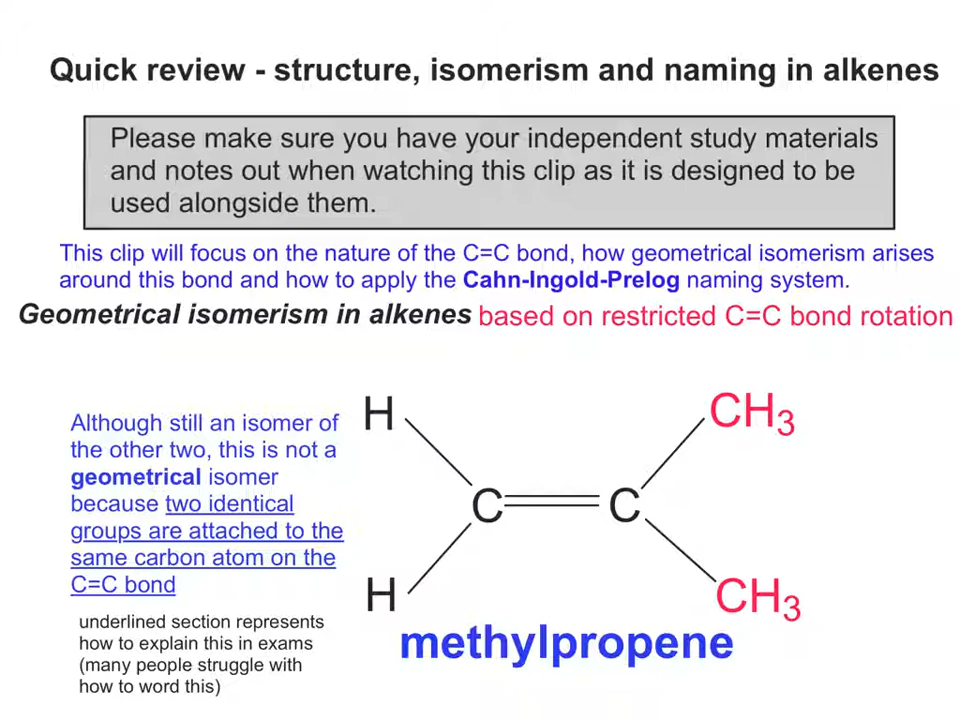 Quick review - structure, isomerism and naming in alkenes
Please make sure you have your independent study materials
and notes out when watching this clip as it is designed to be
used alongside them.
This clip will focus on the nature of the C=C bond, how geometrical isomerism arises
around this bond and how to apply the Cahn-Ingold-Prelog naming system.
Geometrical isomerism in alkenes based on restricted C=C bond rotation
Although still an isomer of
the other two, this is not a
geometrical isomer
because two identical
groups are attached to the
same carbon atom on the
C=C bond
underlined section represents
how to explain this in exams
(many people struggle with
how to word this)
H CH₃
C C
H CH₃
methylpropene